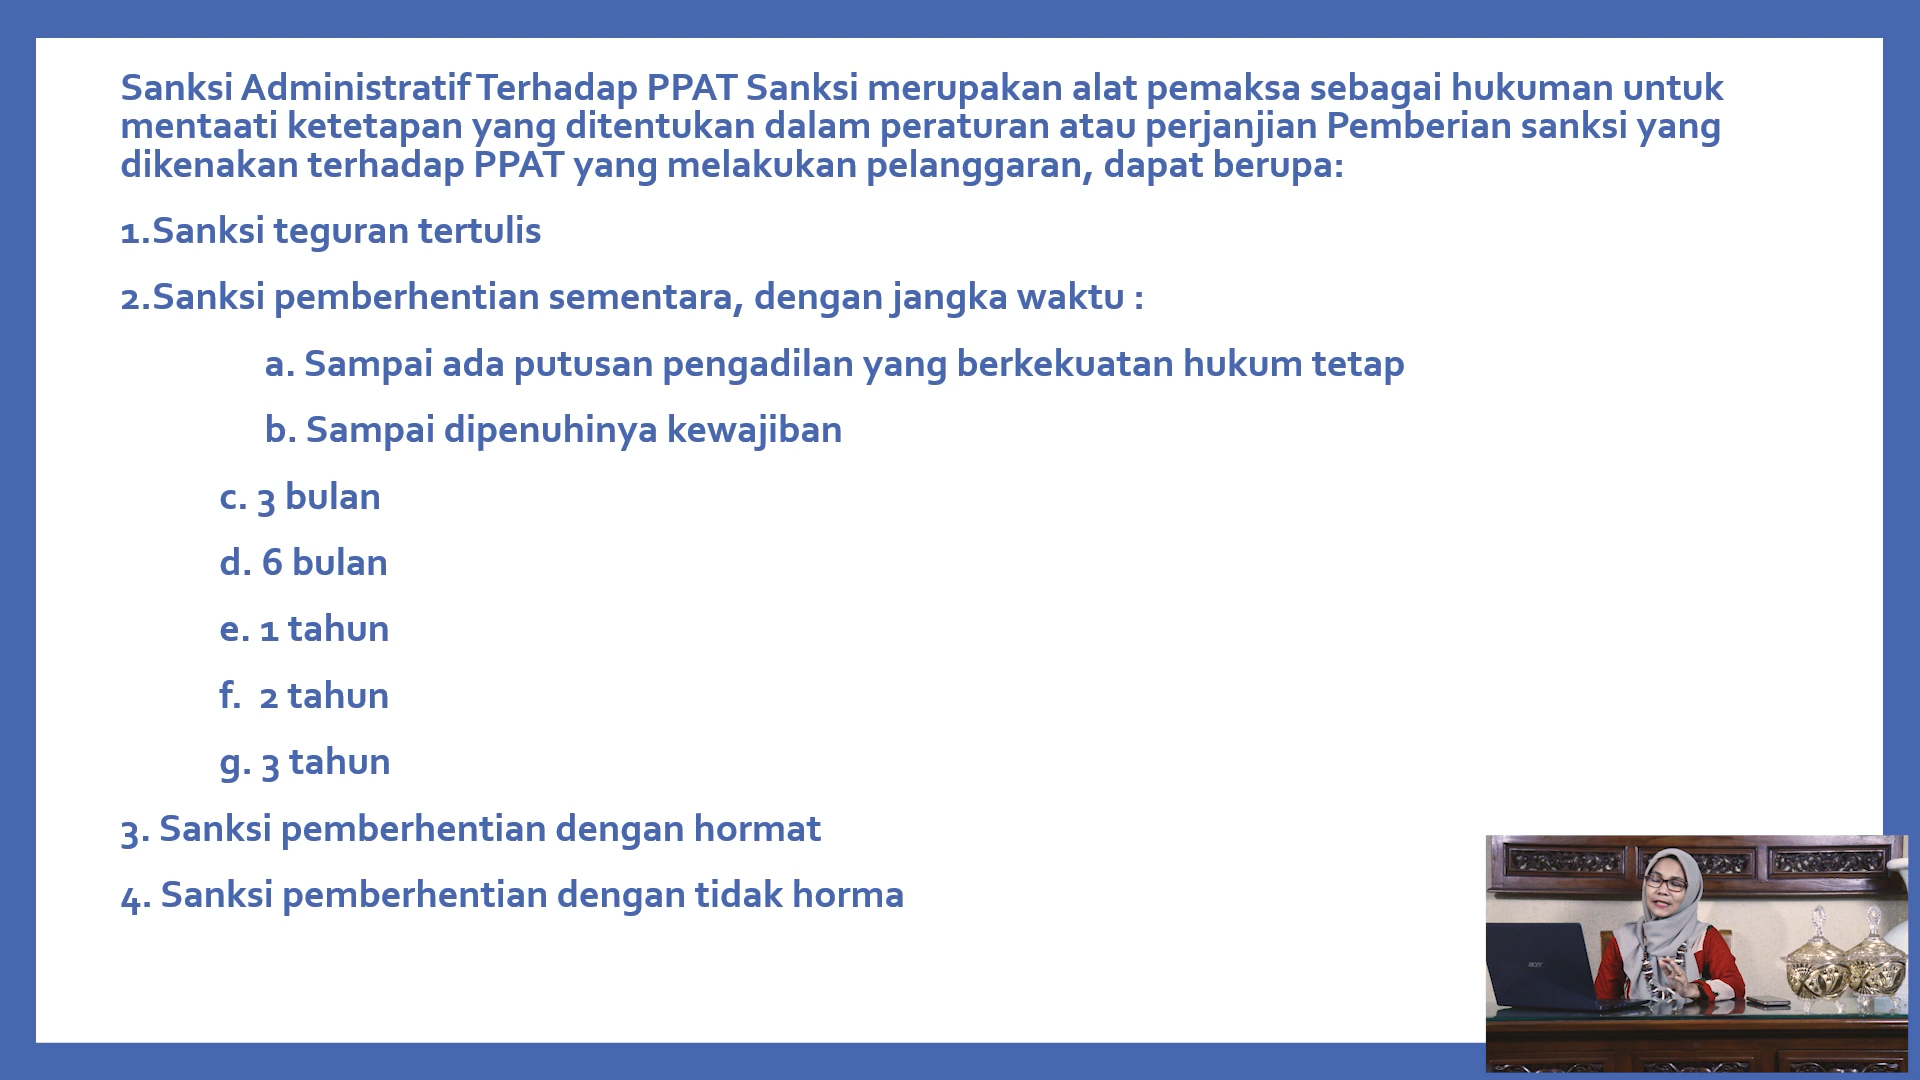 Sanksi Administratif Terhadap PPAT Sanksi merupakan alat pemaksa sebagai hukuman untuk
mentaati ketetapan yang ditentukan dalam peraturan atau perjanjian Pemberian sanksi yang
dikenakan terhadap PPAT yang melakukan pelanggaran, dapat berupa:
1.Sanksi teguran tertulis
2.Sanksi pemberhentian sementara, dengan jangka waktu :
a. Sampai ada putusan pengadilan yang berkekuatan hukum tetap
b. Sampai dipenuhinya kewajiban
c. 3 bulan
d. 6 bulan
e. 1 tahun
f. 2 tahun
g. 3 tahun
3. Sanksi pemberhentian dengan hormat
4. Sanksi pemberhentian dengan tidak horma
acer